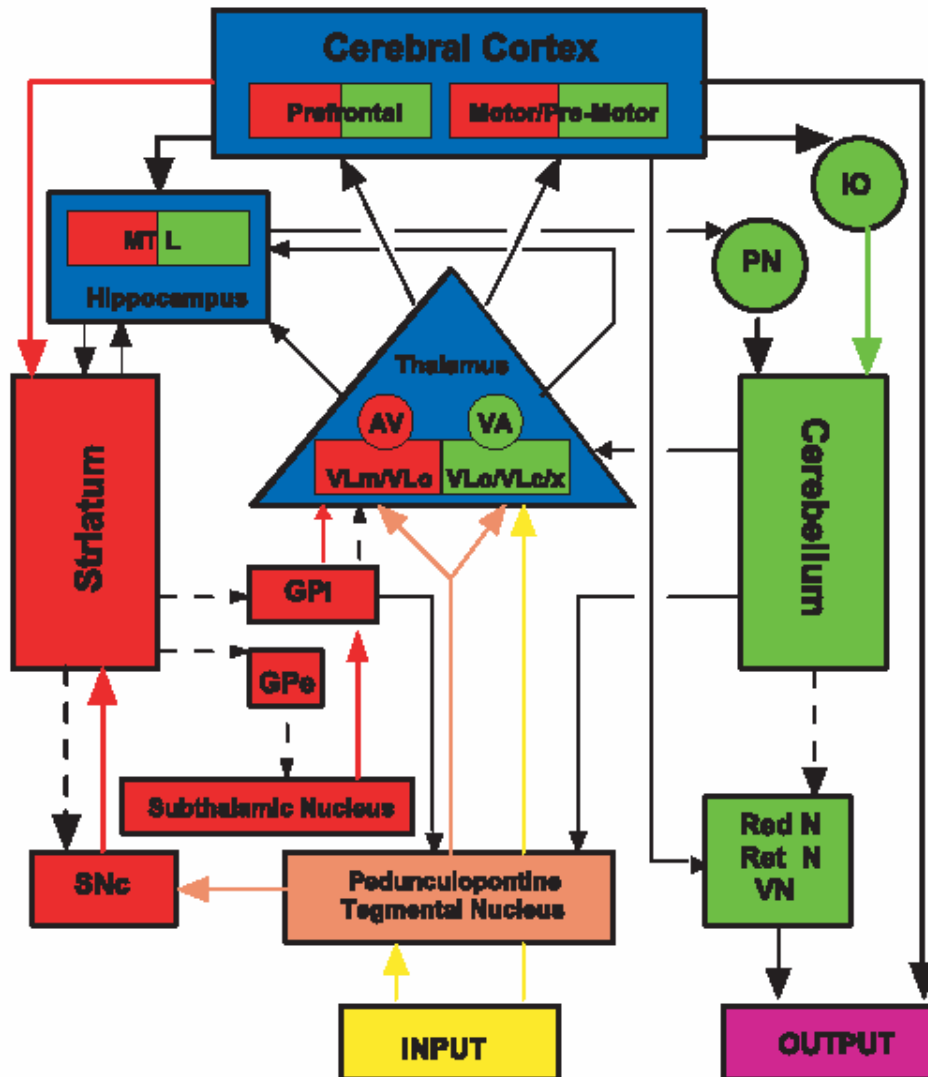 Cerebral Cortex
Prefrontal
Motor/Pre-Motor
IO
MTL
PN
Hippocampus
Thalamus
AV
VA
VLm/VLo
VLo/VLc/x
Striatum
Cerebellum
GPi
GPe
Subthalamic Nucleus
Red N
Ret N
VN
SNc
Pedunculopontine
Tegmental Nucleus
INPUT
OUTPUT